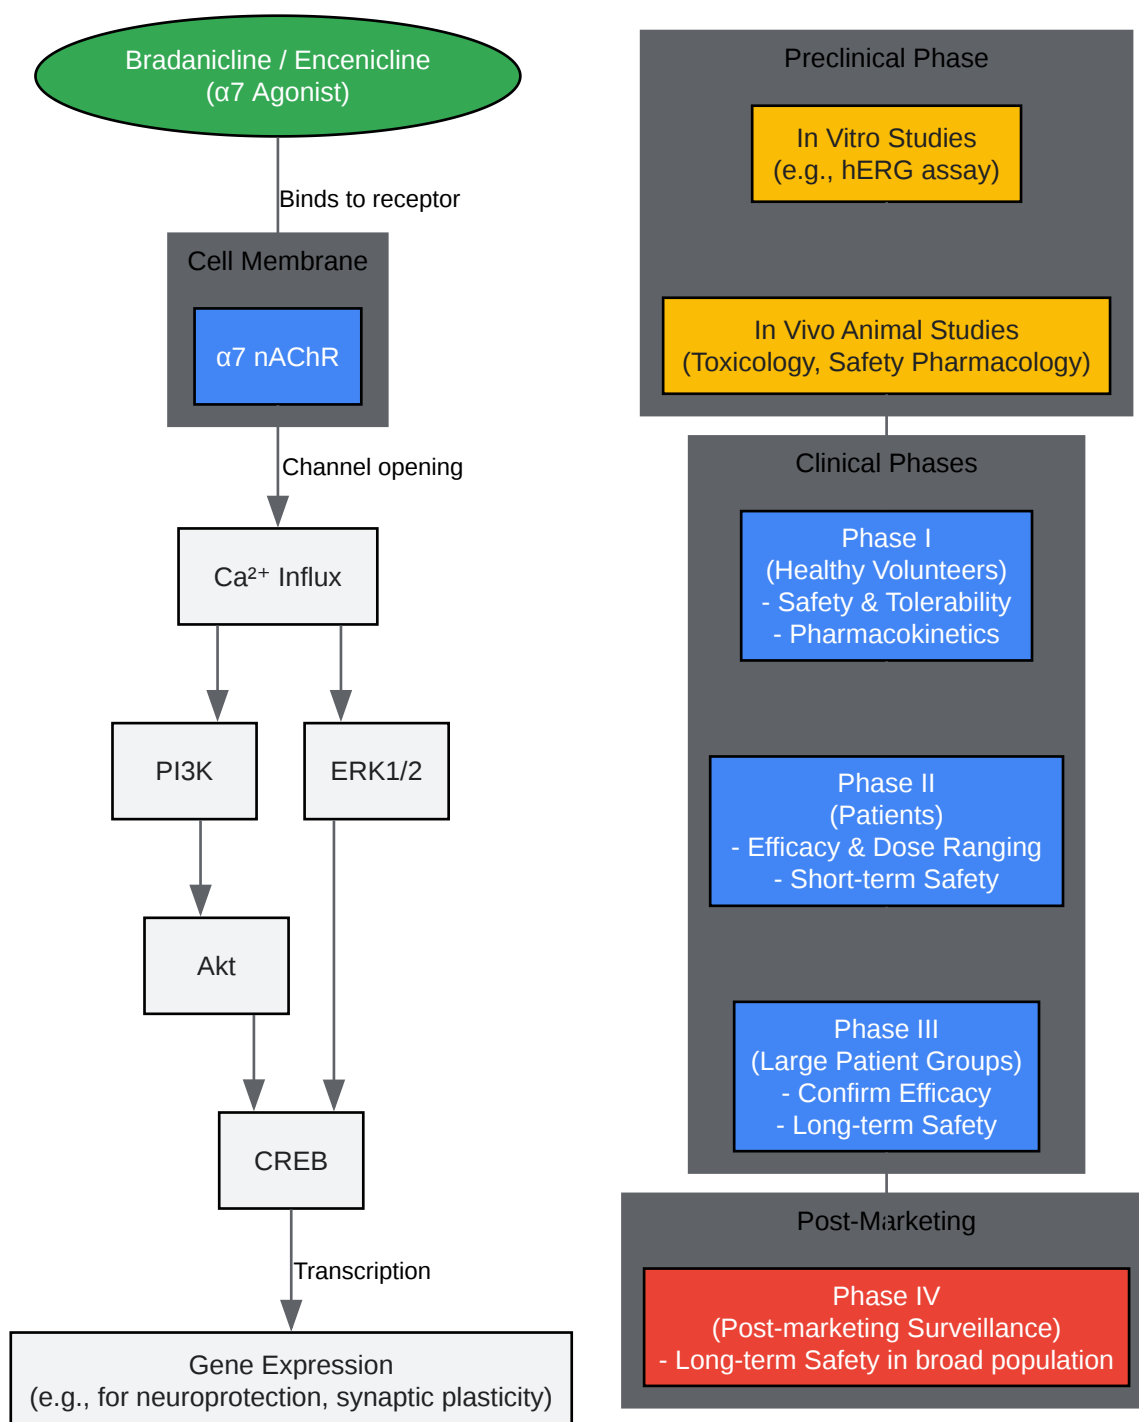 Bradanicline / Encenicline
(α7 Agonist)
Binds to receptor
Cell Membrane
α7 nAChR
Channel opening
Ca²⁺ Influx
PI3K
ERK1/2
Akt
CREB
Transcription
Gene Expression
(e.g., for neuroprotection, synaptic plasticity)
Preclinical Phase
In Vitro Studies
(e.g., hERG assay)
In Vivo Animal Studies
(Toxicology, Safety Pharmacology)
Clinical Phases
Phase I
(Healthy Volunteers)
- Safety & Tolerability
- Pharmacokinetics
Phase II
(Patients)
- Efficacy & Dose Ranging
- Short-term Safety
Phase III
(Large Patient Groups)
- Confirm Efficacy
- Long-term Safety
Post-Marketing
Phase IV
(Post-marketing Surveillance)
- Long-term Safety in broad population